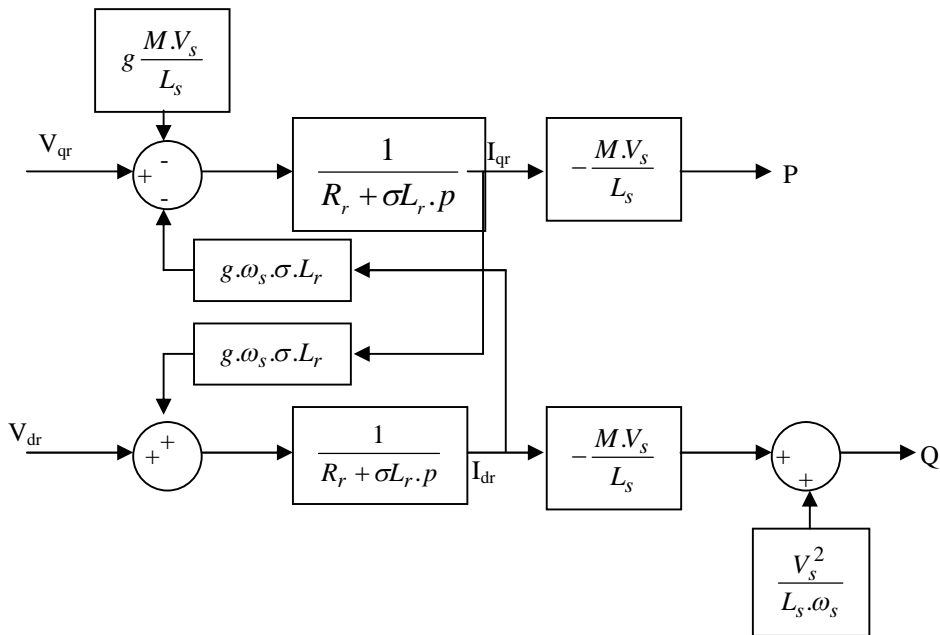 g M.V_s / L_s
V_qr
-
+
-
1 / (R_r + σL_r.p)
I_qr
- M.V_s / L_s
P
g.ω_s.σ.L_r
g.ω_s.σ.L_r
V_dr
+
+
1 / (R_r + σL_r.p)
I_dr
- M.V_s / L_s
+
+
Q
V_s^2 / (L_s.ω_s)